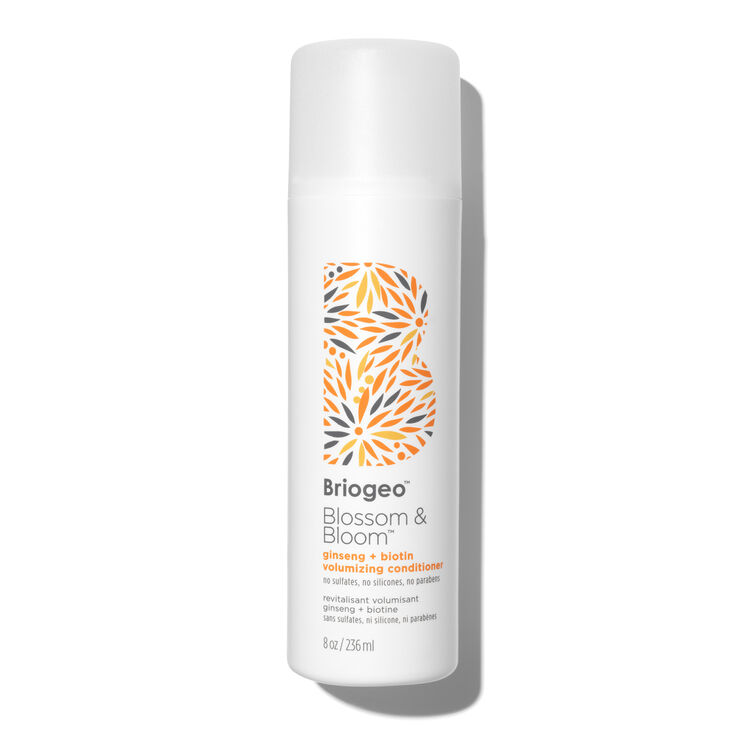 Briogeo™
Blossom &
Bloom™
ginseng + biotin
volumizing conditioner
no sulfates, no silicones, no parabens
revitalisant volumisant
ginseng + biotine
sans sulfates, ni silicone, ni parabènes
8 oz / 236 ml